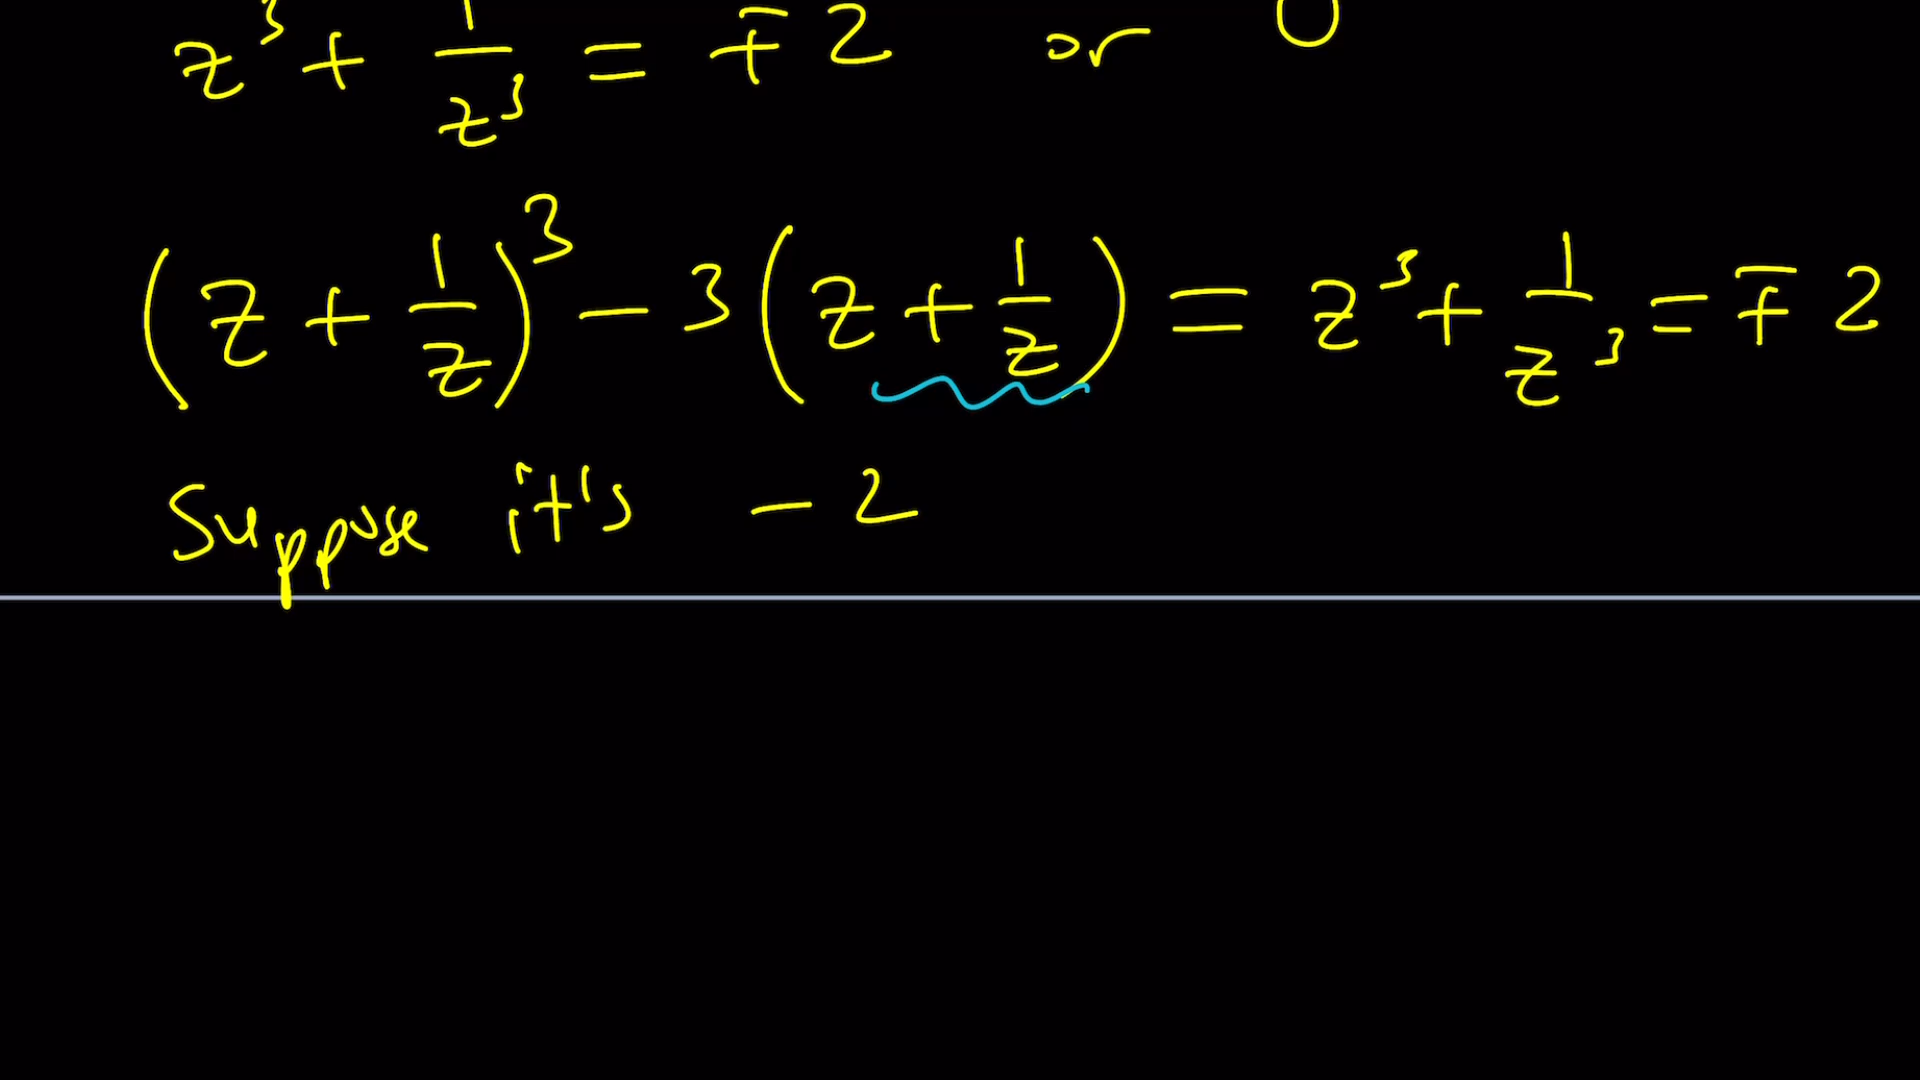 z³ + 1/z³ = ∓2 or 0
(z + 1/z)³ − 3(z + 1/z) = z³ + 1/z³ = ∓2
Suppose it's −2